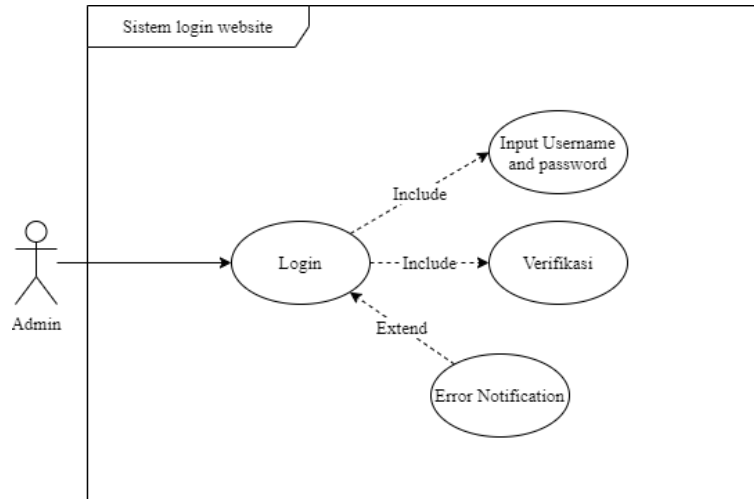 Sistem login website
Input Username
and password
Include
Login
Include
Verifikasi
Admin
Extend
Error Notification